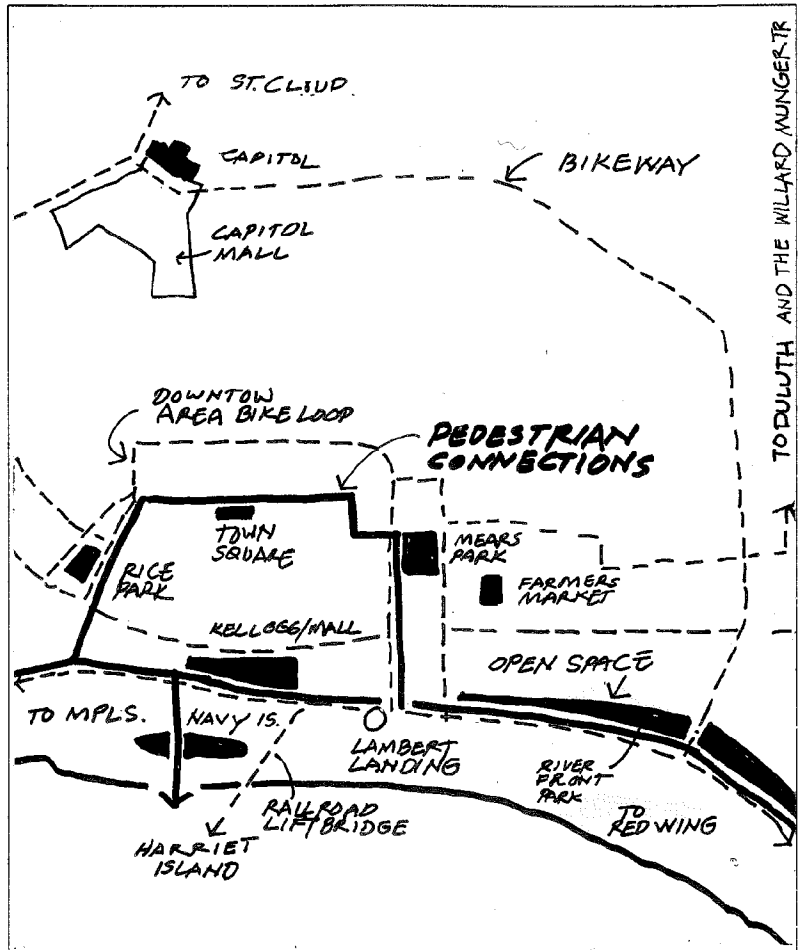 TO ST. CLOUD
CAPITOL
BIKEWAY
CAPITOL
MALL
TO DULUTH AND THE WILLARD MUNGER TR
DOWNTOW
AREA BIKE LOOP
PEDESTRIAN
CONNECTIONS
TOWN
SQUARE
MEARS
PARK
RICE
PARK
FARMERS
MARKET
KELLOGG/MALL
OPEN SPACE
TO MPLS.
NAVY IS.
LAMBERT
LANDING
RIVER
FRONT
PARK
RAILROAD
LIFT BRIDGE
TO
RED WING
HARRIET
ISLAND